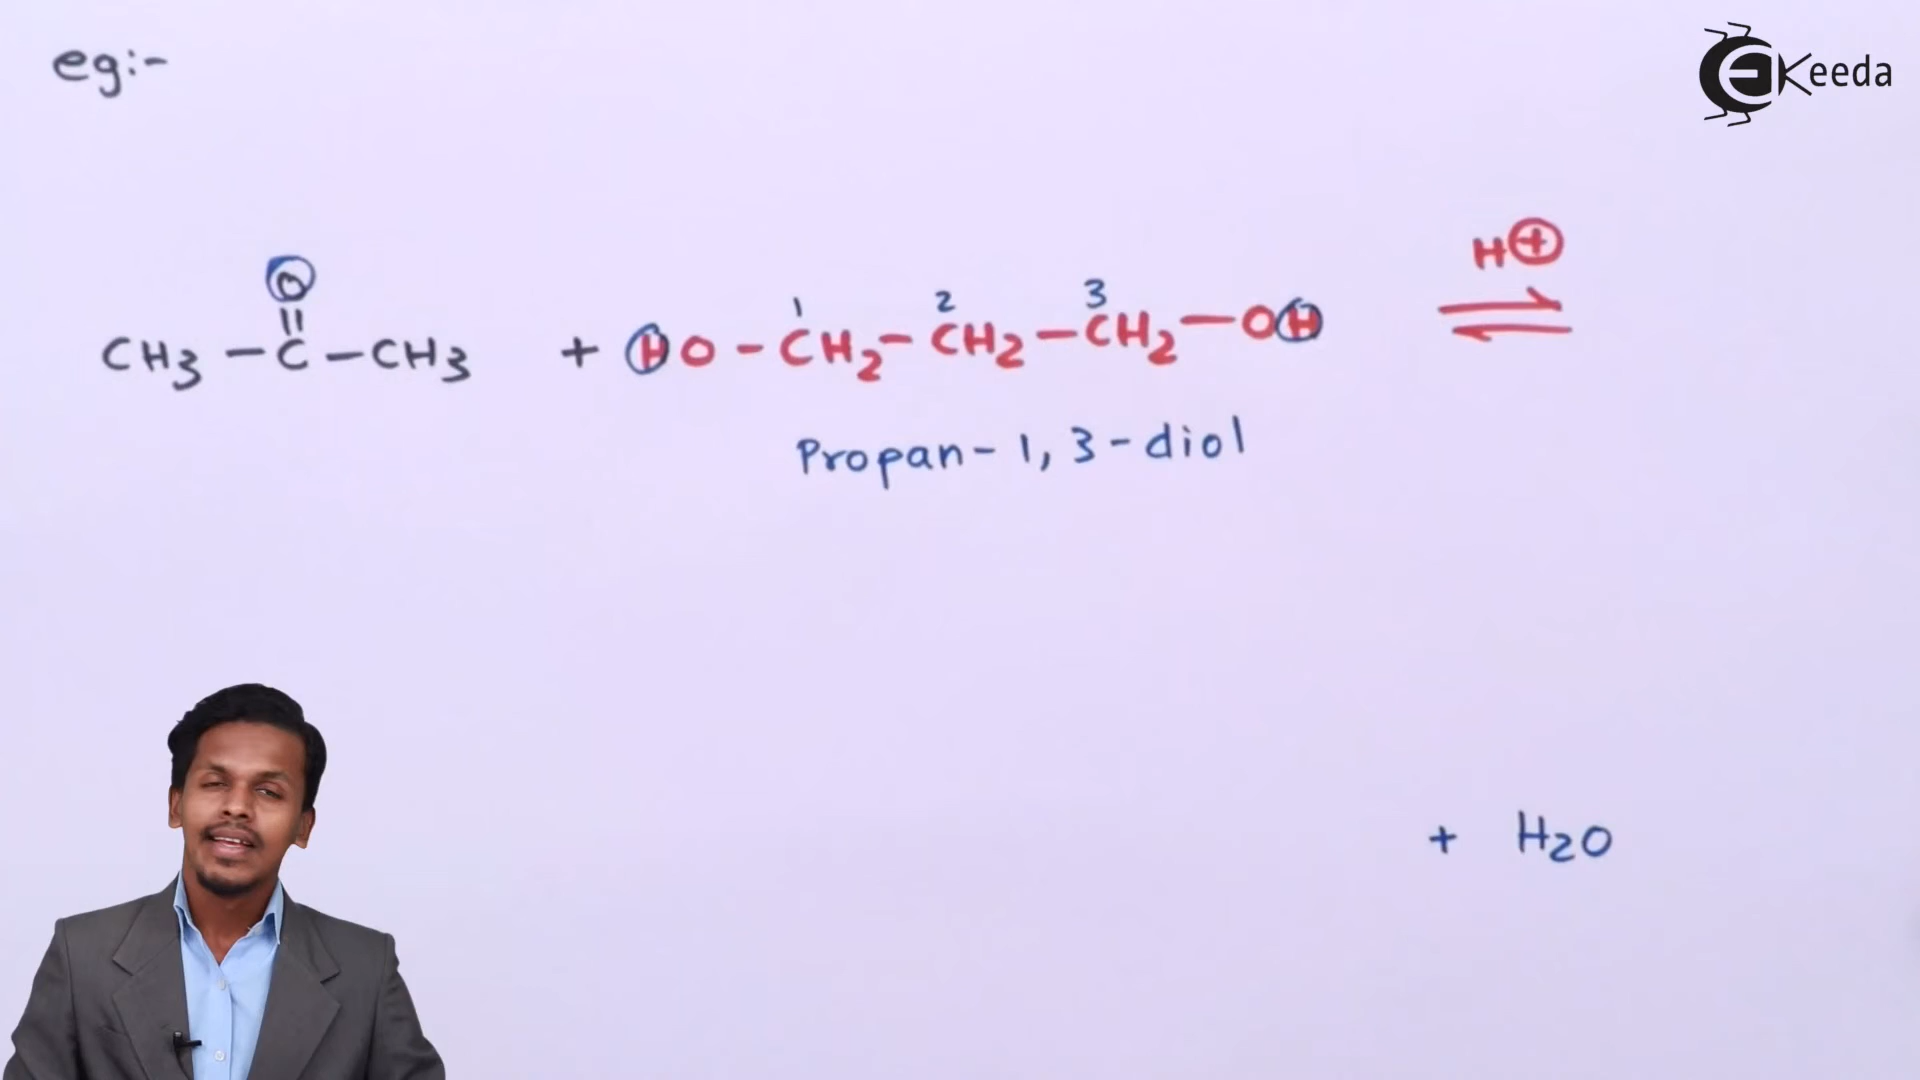 eg:-
Keeda
O
||
CH3 – C – CH3 + HO – CH2 – CH2 – CH2 – OH ⇌ H⊕
1 2 3
Propan - 1, 3 - diol
+ H2O